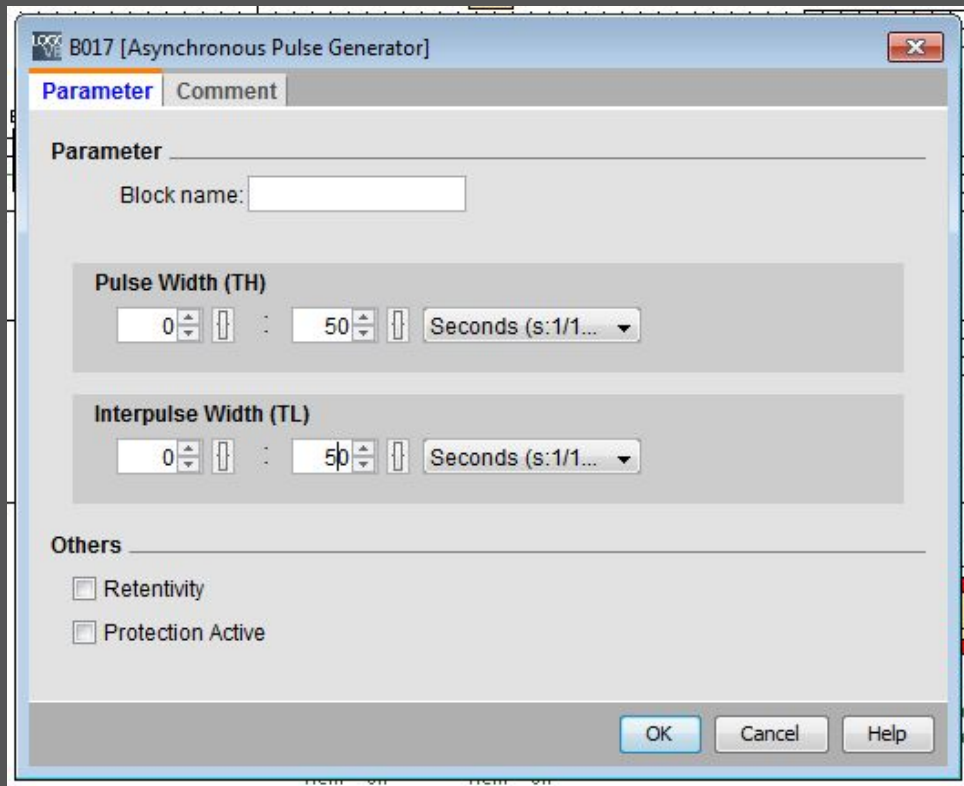 B017 [Asynchronous Pulse Generator]
Parameter Comment
Parameter
Block name:
Pulse Width (TH)
0 : 50 Seconds (s:1/1...
Interpulse Width (TL)
0 : 50 Seconds (s:1/1...
Others
Retentivity
Protection Active
OK Cancel Help